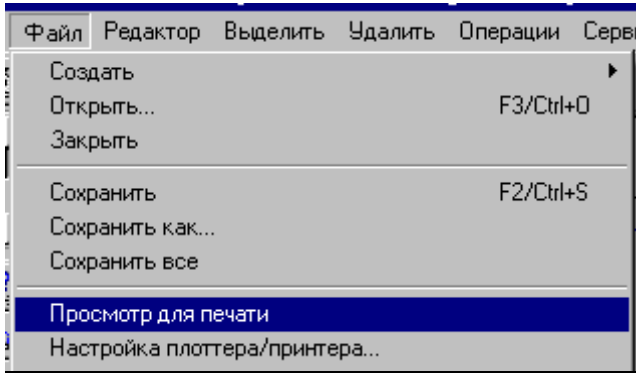 Файл Редактор Выделить Удалить Операции
Создать
Открыть... F3/Ctrl+O
Закрыть
Сохранить F2/Ctrl+S
Сохранить как...
Сохранить все
Просмотр для печати
Настройка плоттера/принтера...